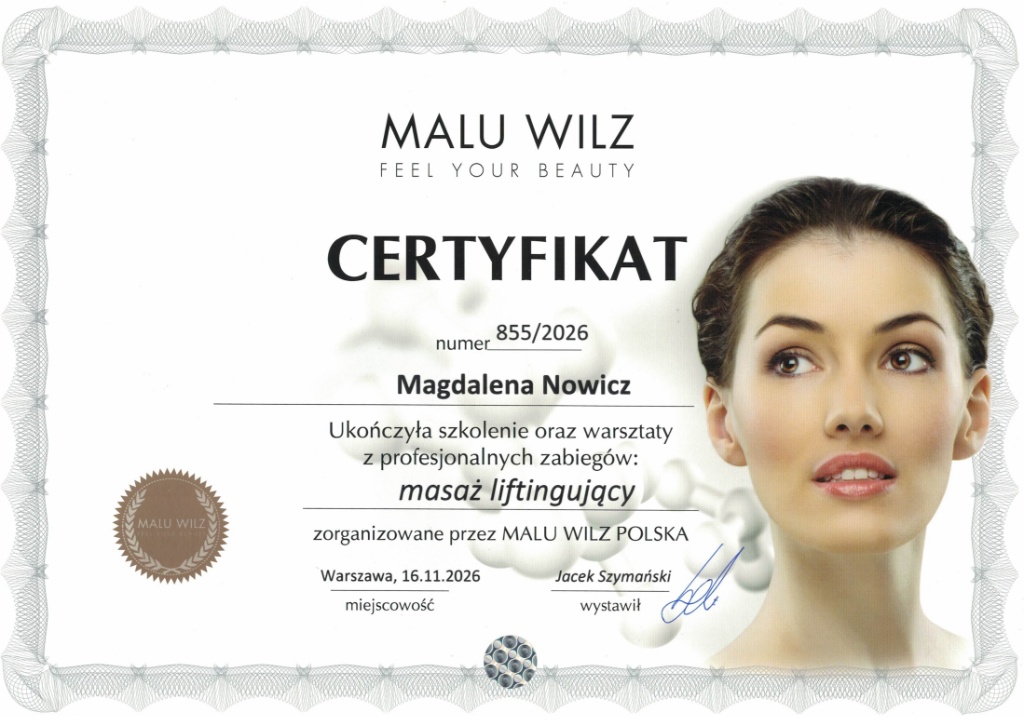 MALU WILZ
FEEL YOUR BEAUTY
CERTYFIKAT
numer 855/2026
Magdalena Nowicz
Ukończyła szkolenie oraz warsztaty
z profesjonalnych zabiegów:
masaż liftingujący
zorganizowane przez MALU WILZ POLSKA
MALU WILZ
Warszawa, 16.11.2026
Jacek Szymański
miejscowość
wystawił